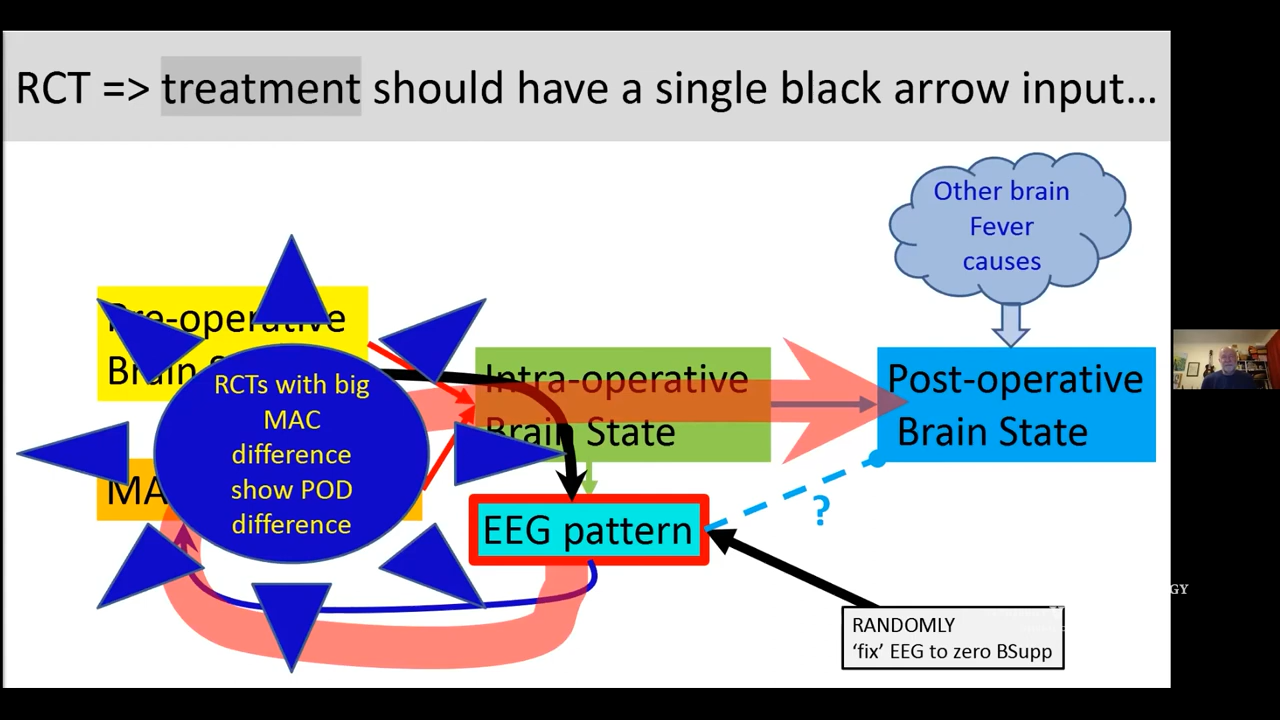 RCT => treatment should have a single black arrow input...
Other brain
Fever
causes
Pre-operative
Brain
RCTs with big
MAC
difference
show POD
difference
MA
Intra-operative
Brain State
Post-operative
Brain State
EEG pattern
?
RANDOMLY
‘fix’ EEG to zero BSupp
GY